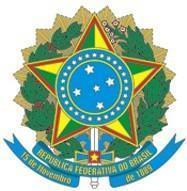 REPÚBLICA FEDERATIVA DO BRASIL
15 de Novembro
de 1889